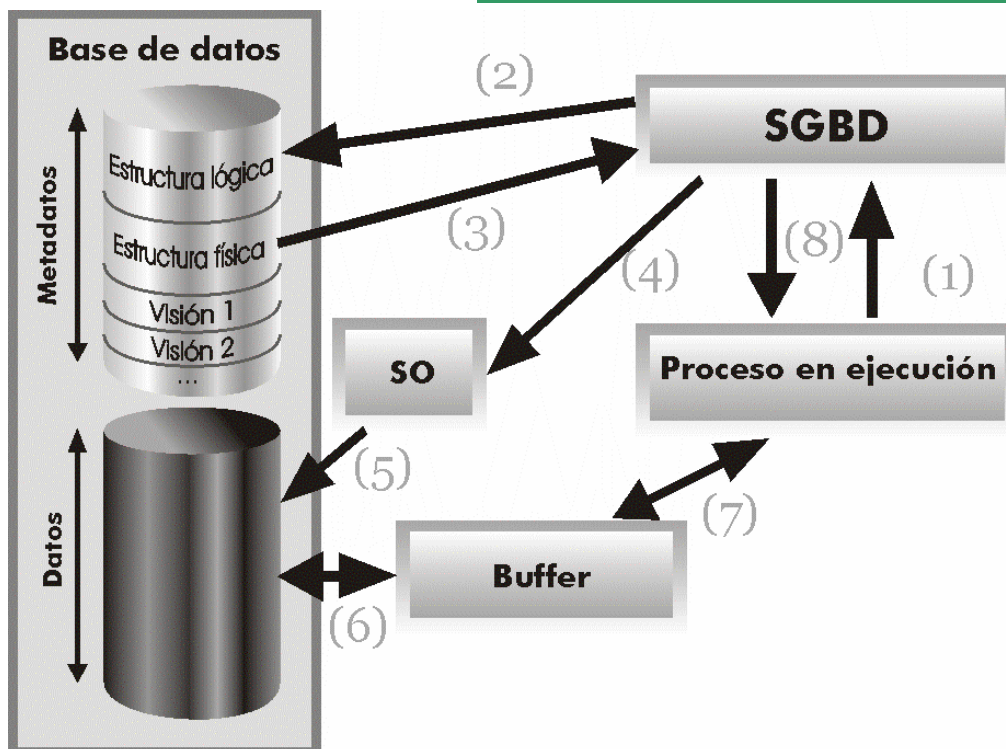 Base de datos
Metadatos
Estructura lógica
Estructura física
Visión 1
Visión 2
...
Datos
(2)
SGBD
(3)
(4)
(8)
(1)
SO
Proceso en ejecución
(5)
(7)
Buffer
(6)